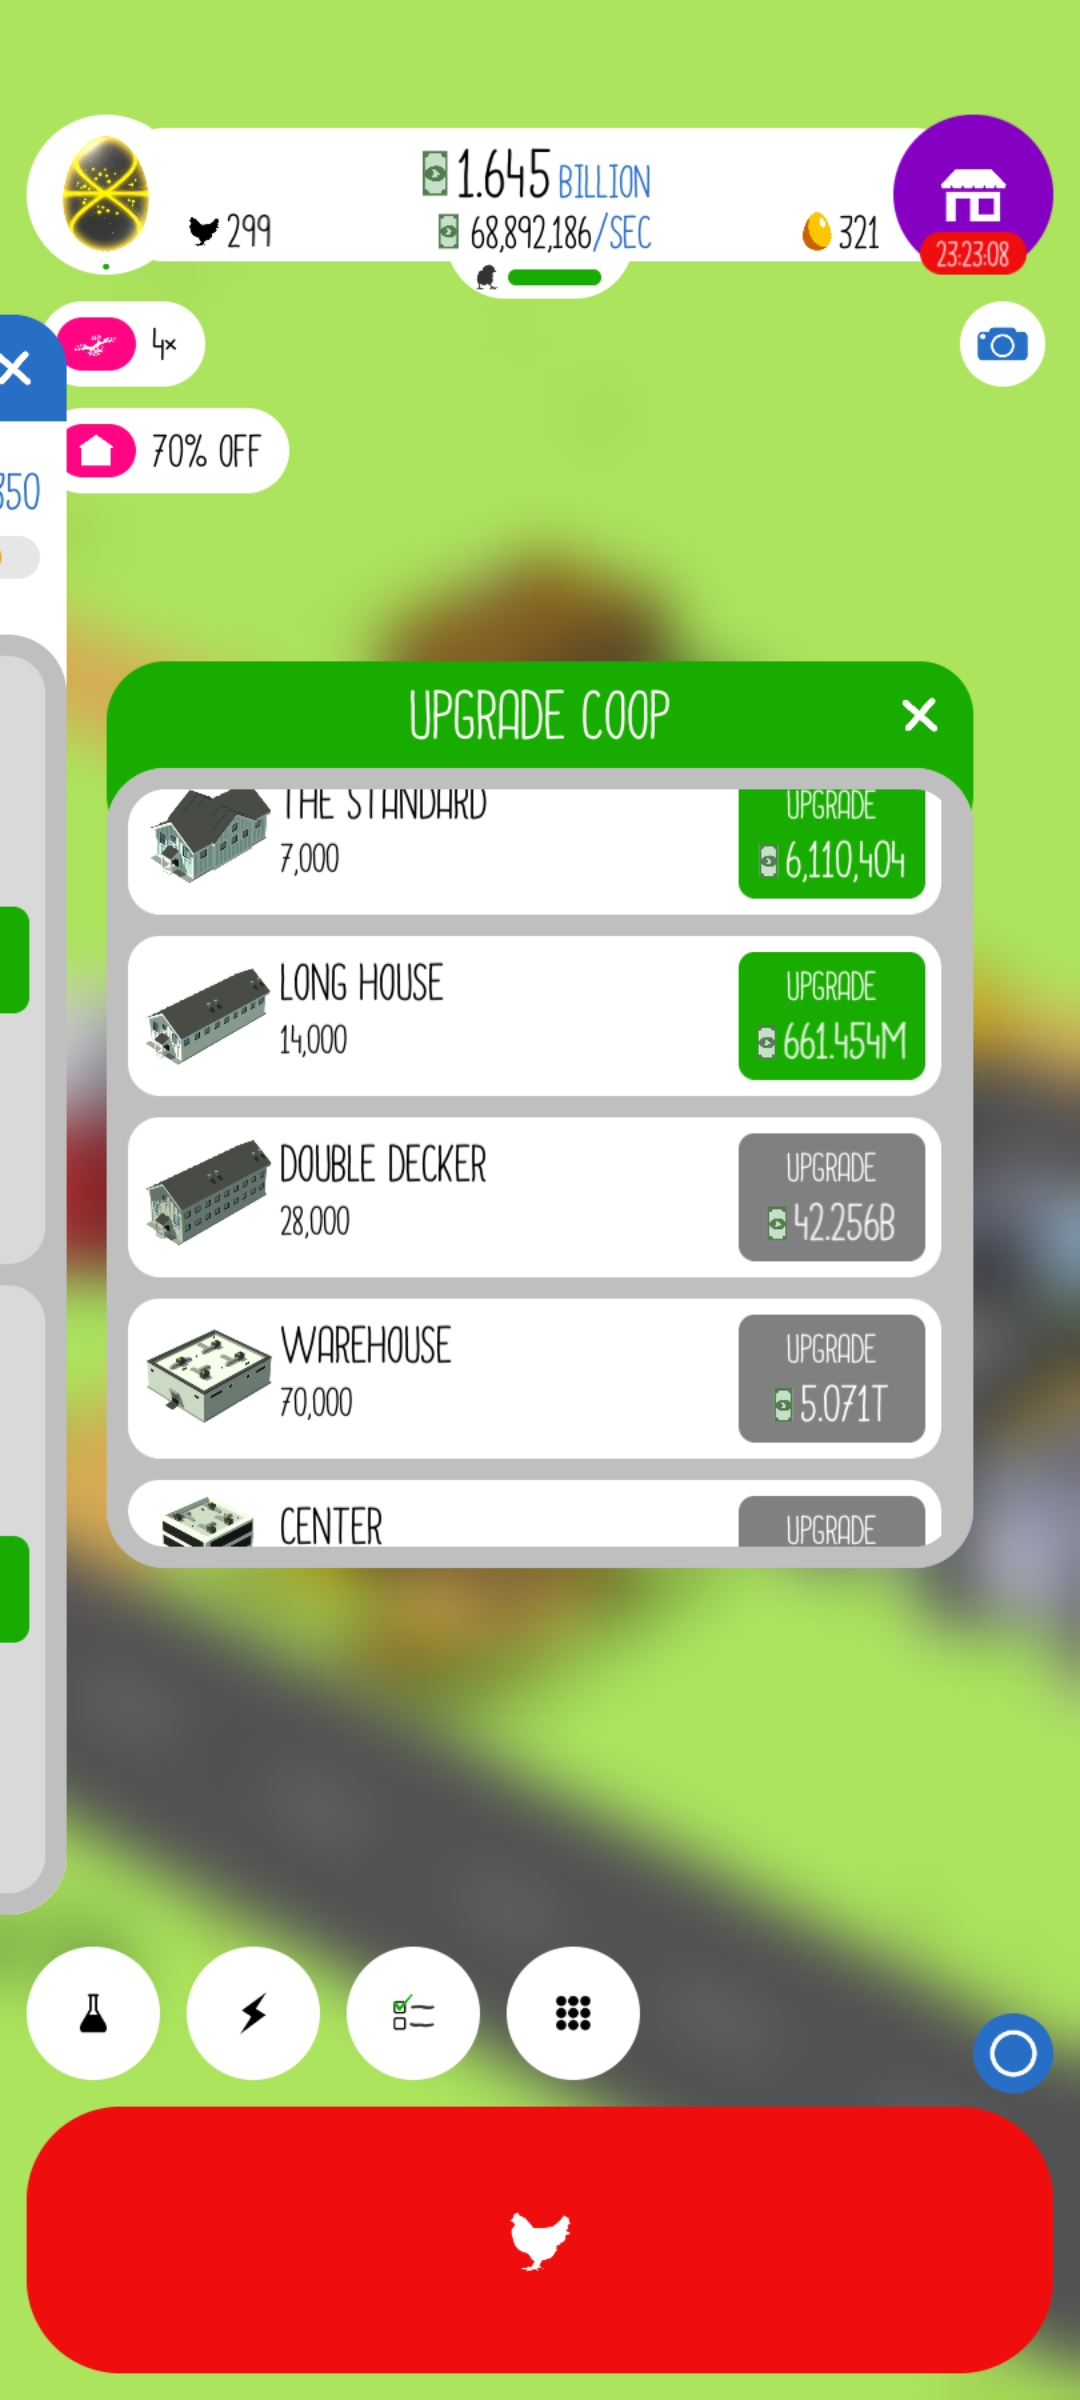 1.645 BILLION
299
68,892,186/SEC
321
23:23:08
4×
70% OFF
350
UPGRADE COOP
THE STANDARD
7,000
UPGRADE
6,110,404
LONG HOUSE
14,000
UPGRADE
661.454M
DOUBLE DECKER
28,000
UPGRADE
42.256B
WAREHOUSE
70,000
UPGRADE
5.071T
CENTER
UPGRADE